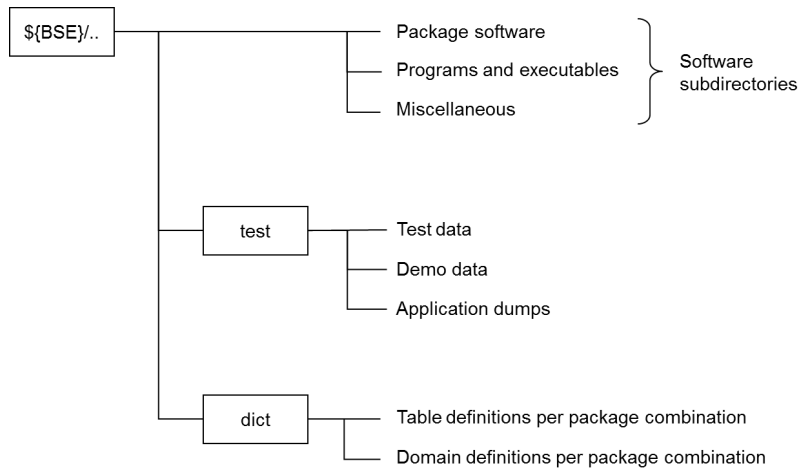 ${BSE}/..
Package software
Programs and executables
Miscellaneous
Software
subdirectories
test
Test data
Demo data
Application dumps
dict
Table definitions per package combination
Domain definitions per package combination